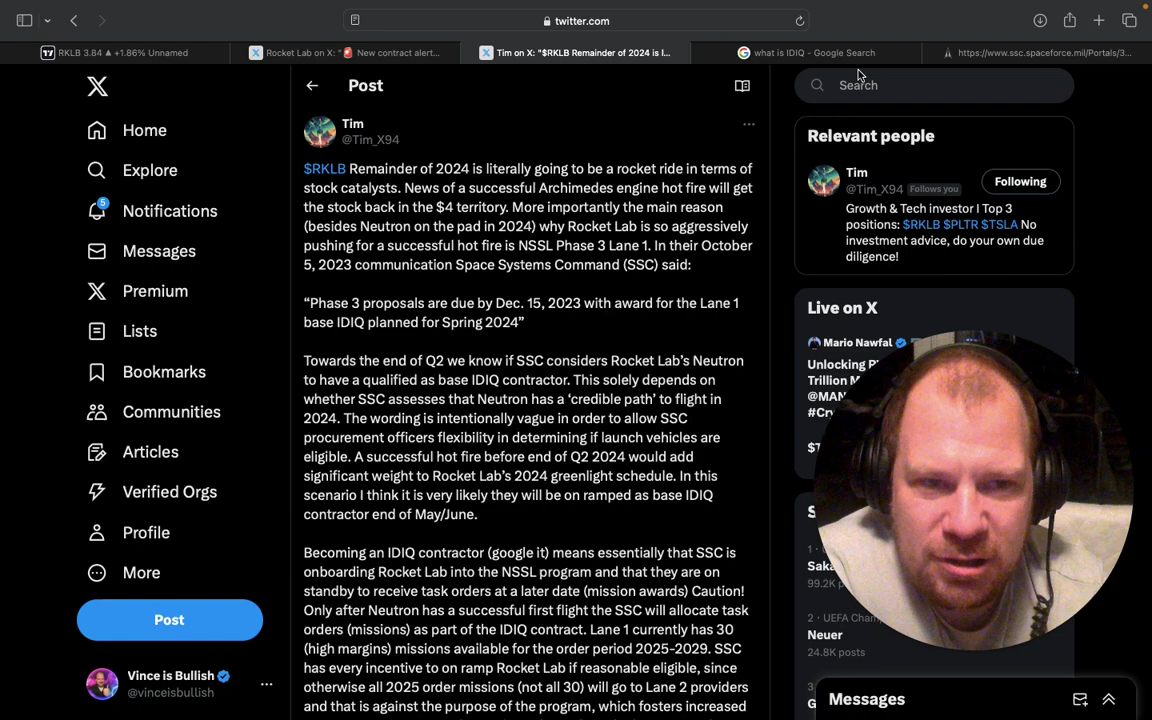 twitter.com
RKLB 3.84 ▲ +1.86% Unnamed
Rocket Lab on X: "🚨 New contract alert...
Tim on X: "$RKLB Remainder of 2024 is l...
what is IDIQ - Google Search
https://www.ssc.spaceforce.mil/Portals/3...
Home
Explore
5
Notifications
Messages
Premium
Lists
Bookmarks
Communities
Articles
Verified Orgs
Profile
More
Post
Vince is Bullish
@vinceisbullish
Post
Tim
@Tim_X94
$RKLB Remainder of 2024 is literally going to be a rocket ride in terms of
stock catalysts. News of a successful Archimedes engine hot fire will get
the stock back in the $4 territory. More importantly the main reason
(besides Neutron on the pad in 2024) why Rocket Lab is so aggressively
pushing for a successful hot fire is NSSL Phase 3 Lane 1. In their October
5, 2023 communication Space Systems Command (SSC) said:
“Phase 3 proposals are due by Dec. 15, 2023 with award for the Lane 1
base IDIQ planned for Spring 2024”
Towards the end of Q2 we know if SSC considers Rocket Lab’s Neutron
to have a qualified as base IDIQ contractor. This solely depends on
whether SSC assesses that Neutron has a ‘credible path’ to flight in
2024. The wording is intentionally vague in order to allow SSC
procurement officers flexibility in determining if launch vehicles are
eligible. A successful hot fire before end of Q2 2024 would add
significant weight to Rocket Lab’s 2024 greenlight schedule. In this
scenario I think it is very likely they will be on ramped as base IDIQ
contractor end of May/June.
Becoming an IDIQ contractor (google it) means essentially that SSC is
onboarding Rocket Lab into the NSSL program and that they are on
standby to receive task orders at a later date (mission awards) Caution!
Only after Neutron has a successful first flight the SSC will allocate task
orders (missions) as part of the IDIQ contract. Lane 1 currently has 30
(high margins) missions available for the order period 2025-2029. SSC
has every incentive to on ramp Rocket Lab if reasonable eligible, since
otherwise all 2025 order missions (not all 30) will go to Lane 2 providers
and that is against the purpose of the program, which fosters increased
Search
Relevant people
Tim
@Tim_X94 Follows you
Following
Growth & Tech investor I Top 3
positions: $RKLB $PLTR $TSLA No
investment advice, do your own due
diligence!
Live on X
Mario Nawfal
Unlocking
Trillion
@MAN
#Cry
$T
S
1 ·
Saka
99.2K
2 · UEFA Cham
Neuer
24.8K posts
3
Messages